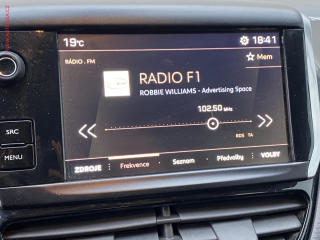 19°C
18:41
RÁDIO . FM
Mem
RADIO F1
ROBBIE WILLIAMS - Advertising Space
102.50 MHz
RDS TA
SRC
MENU
ZDROJE Frekvence Seznam Předvolby VOLBY